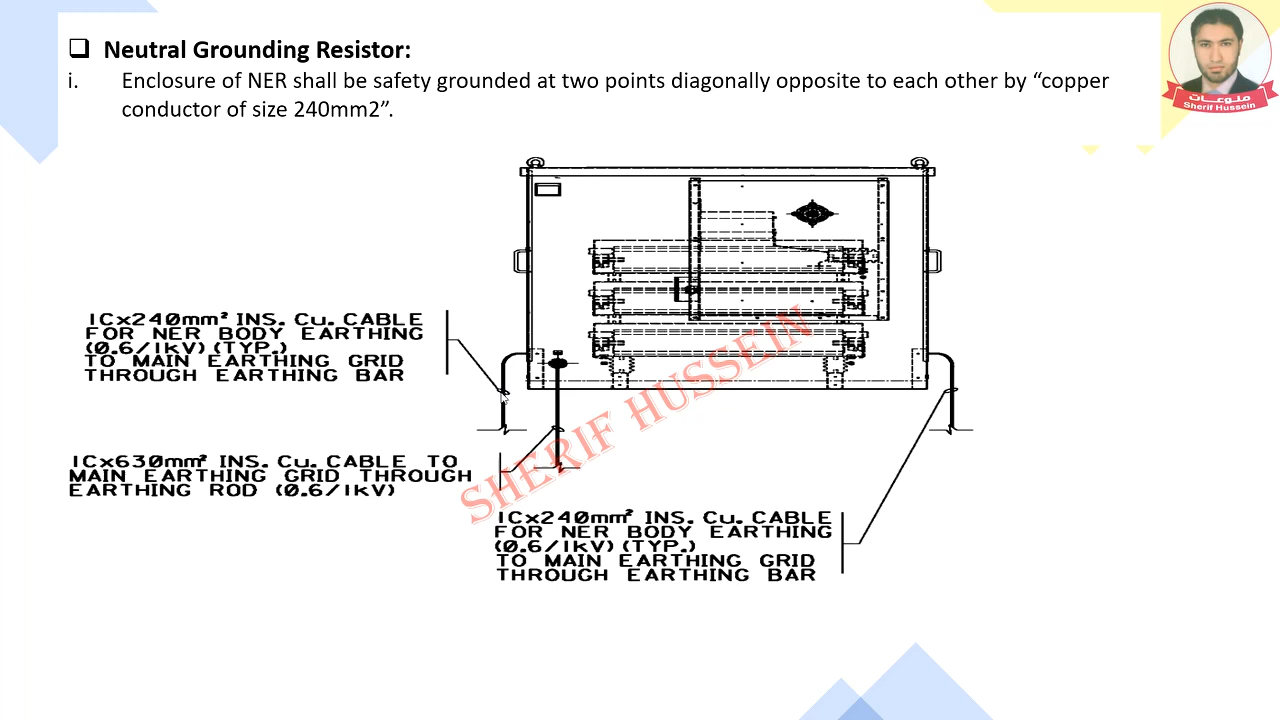 ❑ Neutral Grounding Resistor:
i. Enclosure of NER shall be safety grounded at two points diagonally opposite to each other by “copper
conductor of size 240mm2”.
منوعات
Sherif Hussein
1Cx240mm² INS. Cu. CABLE
FOR NER BODY EARTHING
(0.6/1kV) (TYP.)
TO MAIN EARTHING GRID
THROUGH EARTHING BAR
1Cx630mm² INS. Cu. CABLE TO
MAIN EARTHING GRID THROUGH
EARTHING ROD (0.6/1kV)
SHERIF HUSSEIN
1Cx240mm² INS. Cu. CABLE
FOR NER BODY EARTHING
(0.6/1kV) (TYP.)
TO MAIN EARTHING GRID
THROUGH EARTHING BAR